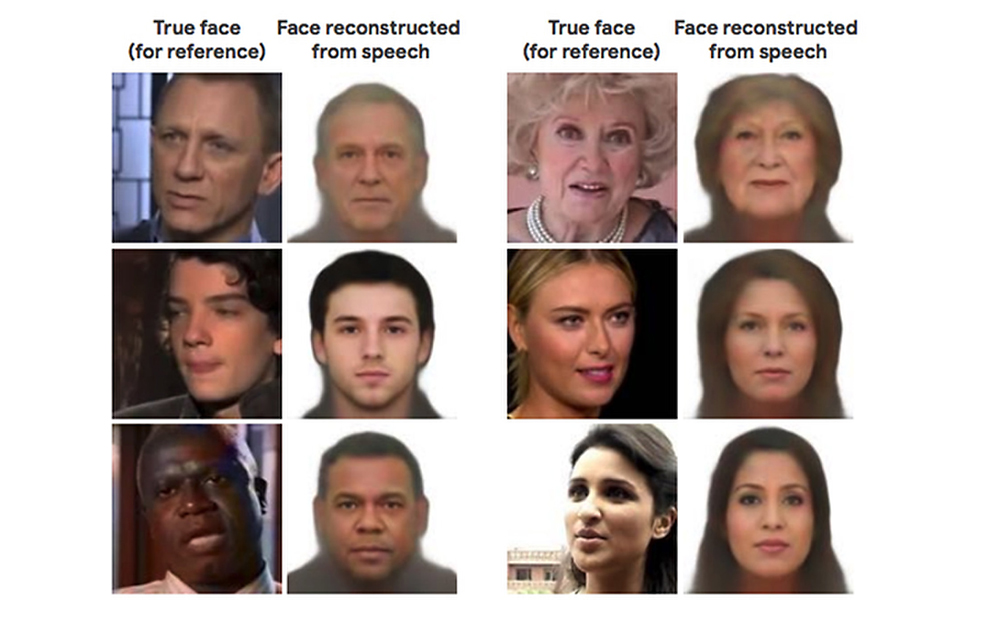 True face
(for reference)
Face reconstructed
from speech
True face
(for reference)
Face reconstructed
from speech